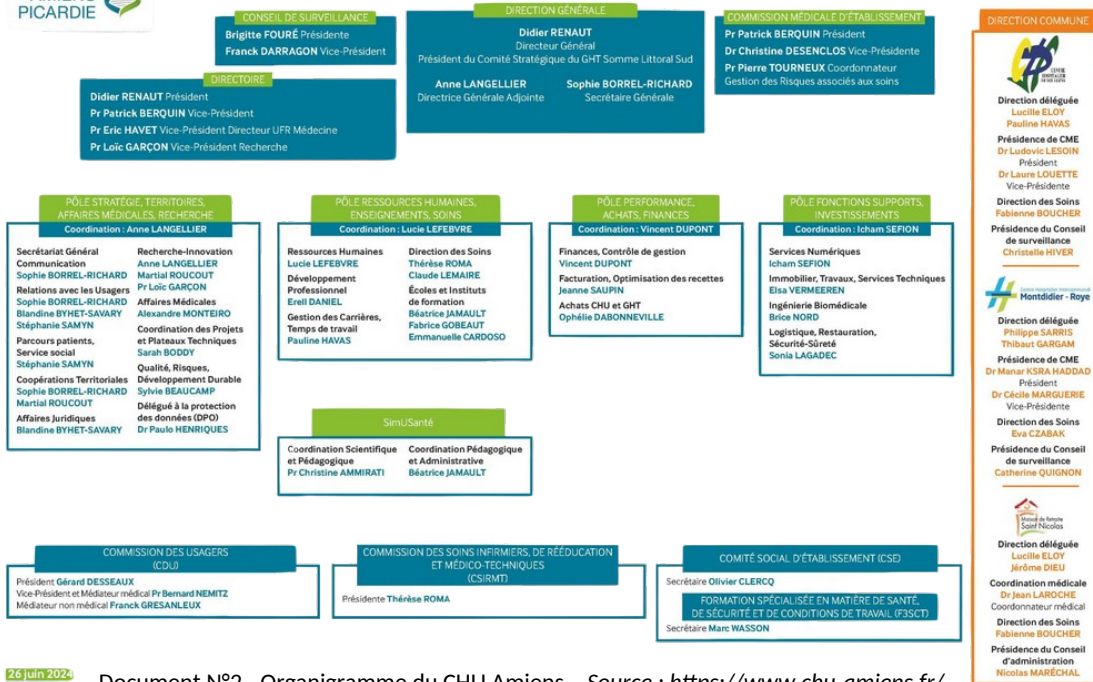 AMIENS
PICARDIE
CONSEIL DE SURVEILLANCE
Brigitte FOURÉ Présidente
Franck DARRAGON Vice-Président
DIRECTOIRE
Didier RENAUT Président
Pr Patrick BERQUIN Vice-Président
Pr Eric HAVET Vice-Président Directeur UFR Médecine
Pr Loïc GARÇON Vice-Président Recherche
DIRECTION GÉNÉRALE
Didier RENAUT
Directeur Général
Président du Comité Stratégique du GHT Somme Littoral Sud
Anne LANGELLIER
Directrice Générale Adjointe
Sophie BORREL-RICHARD
Secrétaire Générale
COMMISSION MÉDICALE D'ÉTABLISSEMENT
Pr Patrick BERQUIN Président
Dr Christine DESENCLOS Vice-Présidente
Pr Pierre TOURNEUX Coordonnateur
Gestion des Risques associés aux soins
PÔLE STRATÉGIE, TERRITOIRES,
AFFAIRES MÉDICALES, RECHERCHE
Coordination : Anne LANGELLIER
Secrétariat Général
Communication
Sophie BORREL-RICHARD
Relations avec les Usagers
Sophie BORREL-RICHARD
Blandine BYHET-SAVARY
Stéphanie SAMYN
Parcours patients,
Service social
Stéphanie SAMYN
Coopérations Territoriales
Sophie BORREL-RICHARD
Martial ROUCOUT
Affaires Juridiques
Blandine BYHET-SAVARY
Recherche-Innovation
Anne LANGELLIER
Martial ROUCOUT
Pr Loïc GARÇON
Affaires Médicales
Alexandre MONTEIRO
Coordination des Projets
et Plateaux Techniques
Sarah BODDY
Qualité, Risques,
Développement Durable
Sylvie BEAUCAMP
Délégué à la protection
des données (DPO)
Dr Paulo HENRIQUES
PÔLE RESSOURCES HUMAINES,
ENSEIGNEMENTS, SOINS
Coordination : Lucie LEFEBVRE
Ressources Humaines
Lucie LEFEBVRE
Développement
Professionnel
Erell DANIEL
Gestion des Carrières,
Temps de travail
Pauline HAVAS
Direction des Soins
Thérèse ROMA
Claude LEMAIRE
Écoles et Instituts
de formation
Béatrice JAMAULT
Fabrice GOBEAUT
Emmanuelle CARDOSO
PÔLE PERFORMANCE,
ACHATS, FINANCES
Coordination : Vincent DUPONT
Finances, Contrôle de gestion
Vincent DUPONT
Facturation, Optimisation des recettes
Jeanne SAUPIN
Achats CHU et GHT
Ophélie DABONNEVILLE
PÔLE FONCTIONS SUPPORTS,
INVESTISSEMENTS
Coordination : Icham SEFION
Services Numériques
Icham SEFION
Immobilier, Travaux, Services Techniques
Elsa VERMEEREN
Ingénierie Biomédicale
Brice NORD
Logistique, Restauration,
Sécurité-Sûreté
Sonia LAGADEC
SimUSanté
Coordination Scientifique
et Pédagogique
Pr Christine AMMIRATI
Coordination Pédagogique
et Administrative
Béatrice JAMAULT
COMMISSION DES USAGERS
(CDU)
Président Gérard DESSEAUX
Vice-Président et Médiateur médical Pr Bernard NEMITZ
Médiateur non médical Franck GRESANLEUX
COMMISSION DES SOINS INFIRMIERS, DE RÉÉDUCATION
ET MÉDICO-TECHNIQUES
(CSIRMT)
Présidente Thérèse ROMA
COMITÉ SOCIAL D'ÉTABLISSEMENT (CSE)
Secrétaire Olivier CLERCQ
FORMATION SPÉCIALISÉE EN MATIÈRE DE SANTÉ,
DE SÉCURITÉ ET DE CONDITIONS DE TRAVAIL (F3SCT)
Secrétaire Marc WASSON
DIRECTION COMMUNE
Direction déléguée
Lucille ELOY
Pauline HAVAS
Présidence de CME
Dr Ludovic LESOIN
Président
Dr Laure LOUETTE
Vice-Présidente
Direction des Soins
Fabienne BOUCHER
Présidence du Conseil
de surveillance
Christelle HIVER
Centre Hospitalier Intercommunal
Montdidier - Roye
Direction déléguée
Philippe SARRIS
Thibaut GARGAM
Présidence de CME
Dr Manar KSRA HADDAD
Président
Dr Cécile MARGUERIE
Vice-Présidente
Direction des Soins
Eva CZABAK
Présidence du Conseil
de surveillance
Catherine QUIGNON
Maison de Retraite
Saint Nicolas
Direction déléguée
Lucille ELOY
Jérôme DIEU
Coordination médicale
Dr Jean LAROCHE
Coordonnateur médical
Direction des Soins
Fabienne BOUCHER
Présidence du Conseil
d'administration
Nicolas MARÉCHAL
26 juin 2024
Document N°2 - Organigramme du CHU Amiens – Source : https://www.chu-amiens.fr/